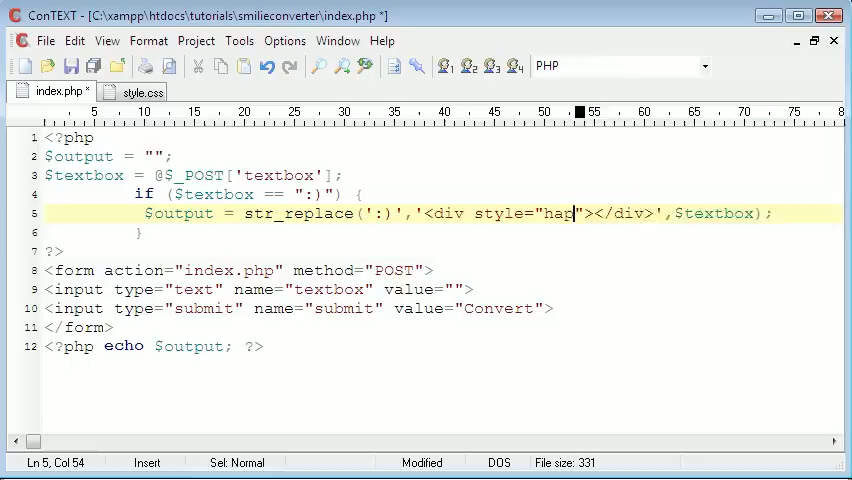 ConTEXT - [C:\xampp\htdocs\tutorials\smilieconverter\index.php *]
File Edit View Format Project Tools Options Window Help
1 2 3 4 PHP
index.php * style.css
5 10 15 20 25 30 35 40 45 50 55 60 65 70 75 8
1 <?php
2 $output = "";
3 $textbox = @$_POST['textbox'];
4 if ($textbox == ":)") {
5 $output = str_replace(':)','<div style="hap"></div>',$textbox);
6 }
7 ?>
8 <form action="index.php" method="POST">
9 <input type="text" name="textbox" value="">
10 <input type="submit" name="submit" value="Convert">
11 </form>
12 <?php echo $output; ?>
Ln 5, Col 54 Insert Sel: Normal Modified DOS File size: 331